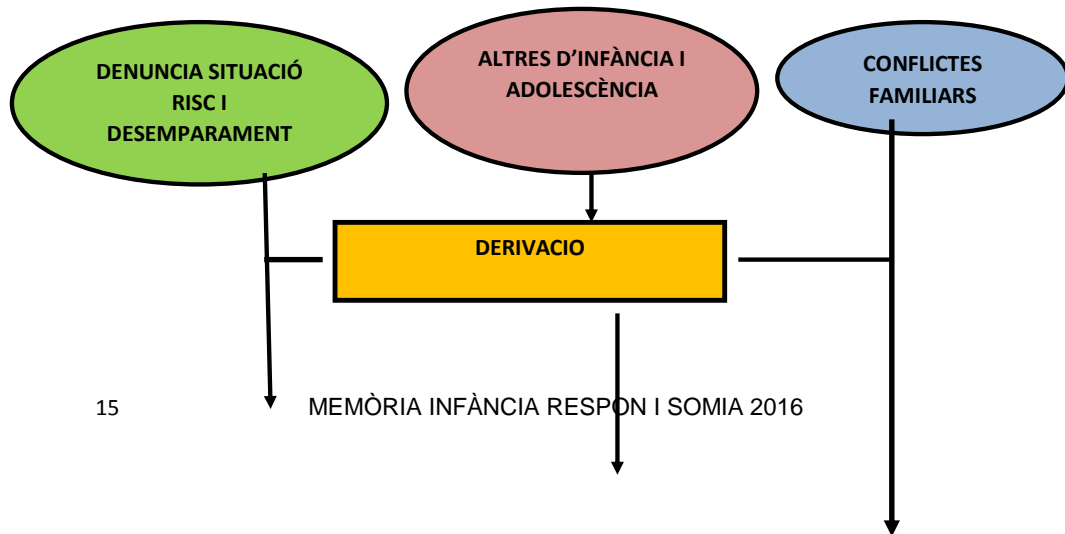 DENUNCIA SITUACIÓ
RISC I
DESEMPARAMENT
ALTRES D'INFÀNCIA I
ADOLESCÈNCIA
CONFLICTES
FAMILIARS
DERIVACIO
15 MEMÒRIA INFÀNCIA RESPON I SOMIA 2016